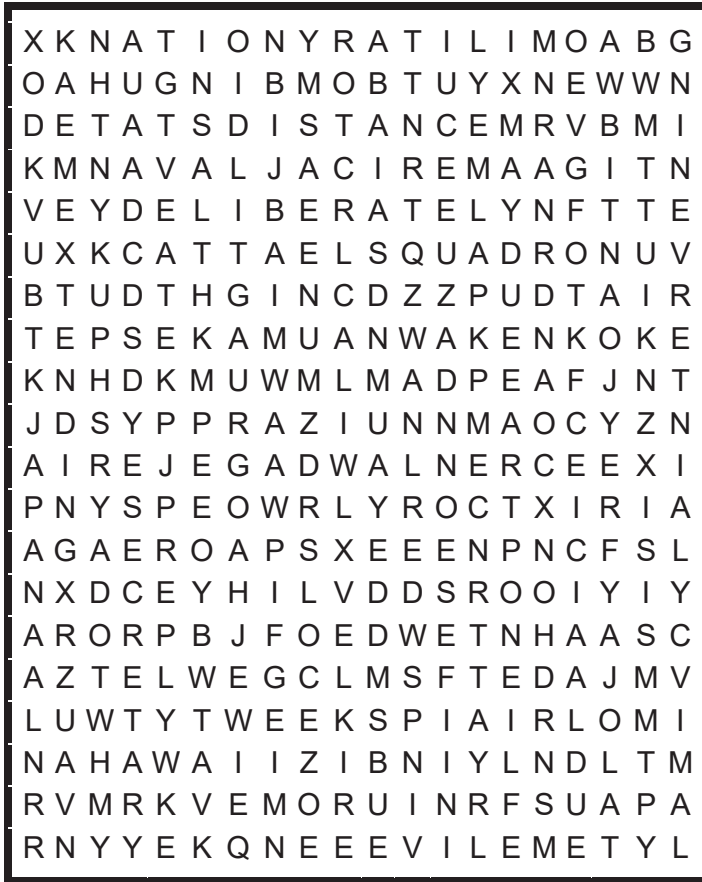 X K N A T I O N Y R A T I L I M O A B G
O A H U G N I B M O B T U Y X N E W W N
D E T A T S D I S T A N C E M R V B M I
K M N A V A L J A C I R E M A A G I T N
V E Y D E L I B E R A T E L Y N F T T E
U X K C A T T A E L S Q U A D R O N U V
B T U D T H G I N C D Z Z P U D T A I R
T E P S E K A M U A N W A K E N K O K E
K N H D K M U W M L M A D P E A F J N T
J D S Y P P R A Z I U N N M A O C Y Z N
A I R E J E G A D W A L N E R C E E X I
P N Y S P E O W R L Y R O C T X I R I A
A G A E R O A P S X E E E N P N C F S L
N X D C E Y H I L V D D S R O O I Y I Y
A R O R P B J F O E D W E T N H A A S C
A Z T E L W E G C L M S F T E D A J M V
L U W T Y T W E E K S P I A I R L O M I
N A H A W A I I Z I B N I Y L N D L T M
R V M R K V E M O R U I N R F S U A P A
R N Y Y E K Q N E E E V I L E M E T Y L